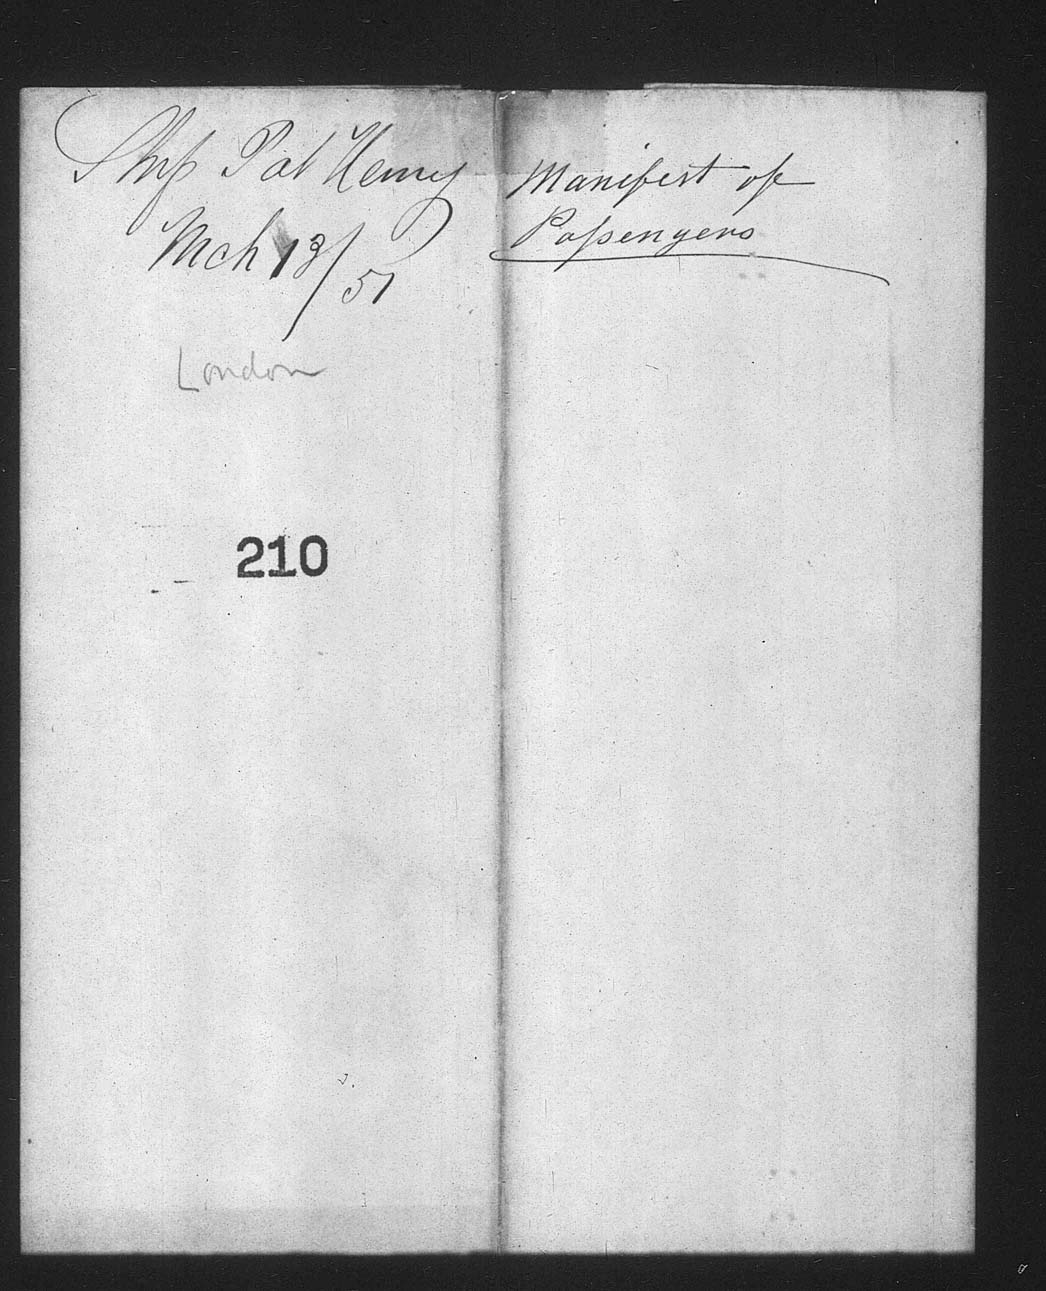 Ship Pat Henry
Mch 13/51
London
210
Manifest of
Passengers